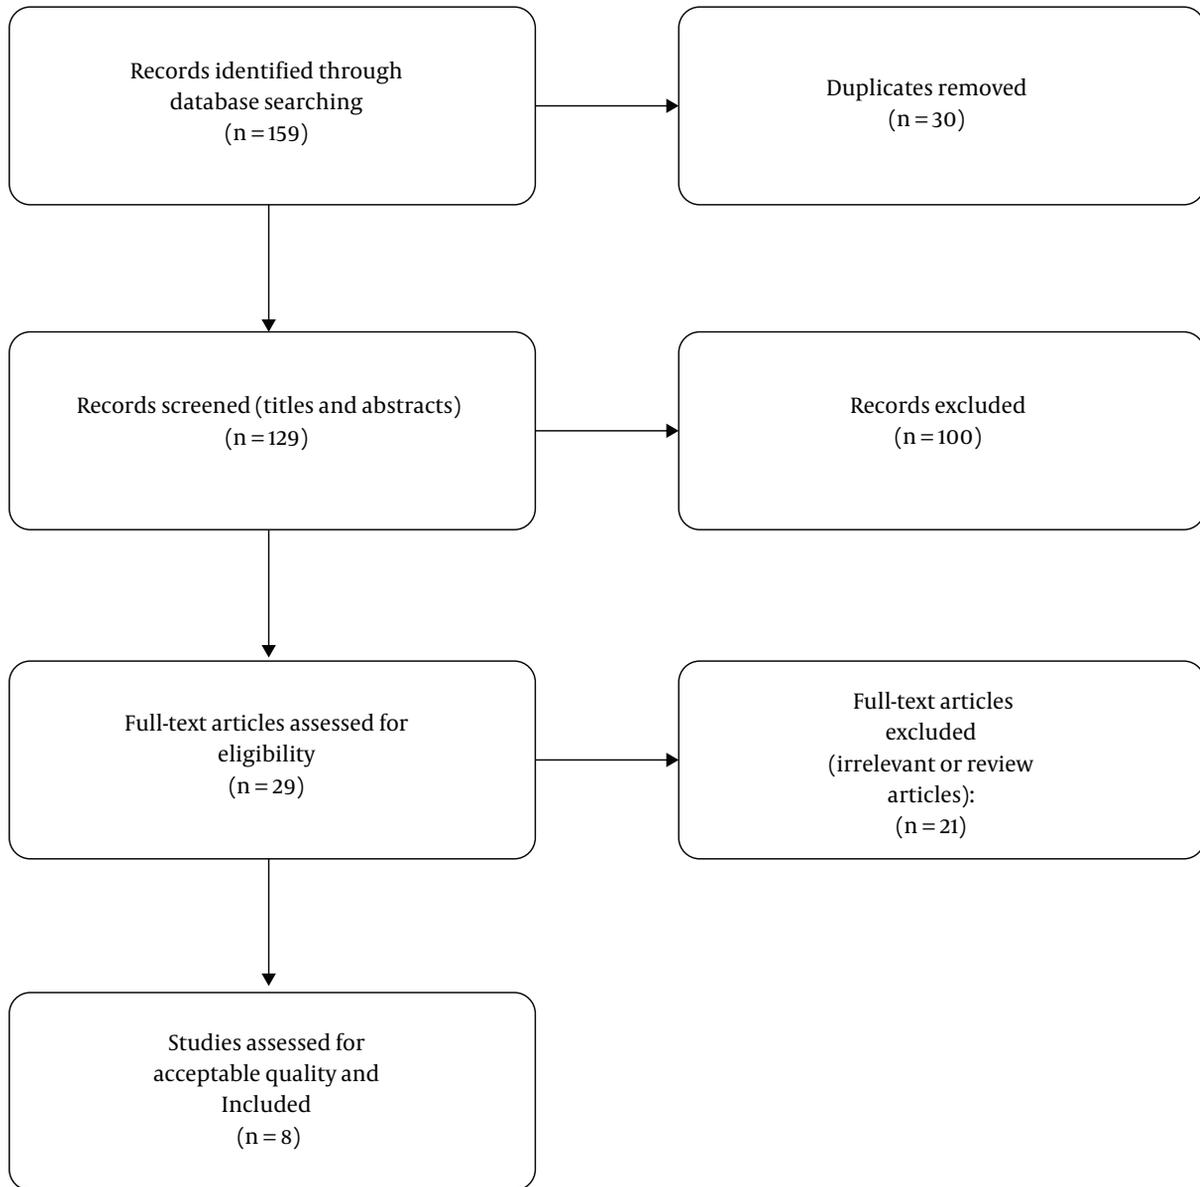 Records identified through
database searching
(n = 159)
Duplicates removed
(n = 30)
Records screened (titles and abstracts)
(n = 129)
Records excluded
(n = 100)
Full-text articles assessed for
eligibility
(n = 29)
Full-text articles
excluded
(irrelevant or review
articles):
(n = 21)
Studies assessed for
acceptable quality and
Included
(n = 8)